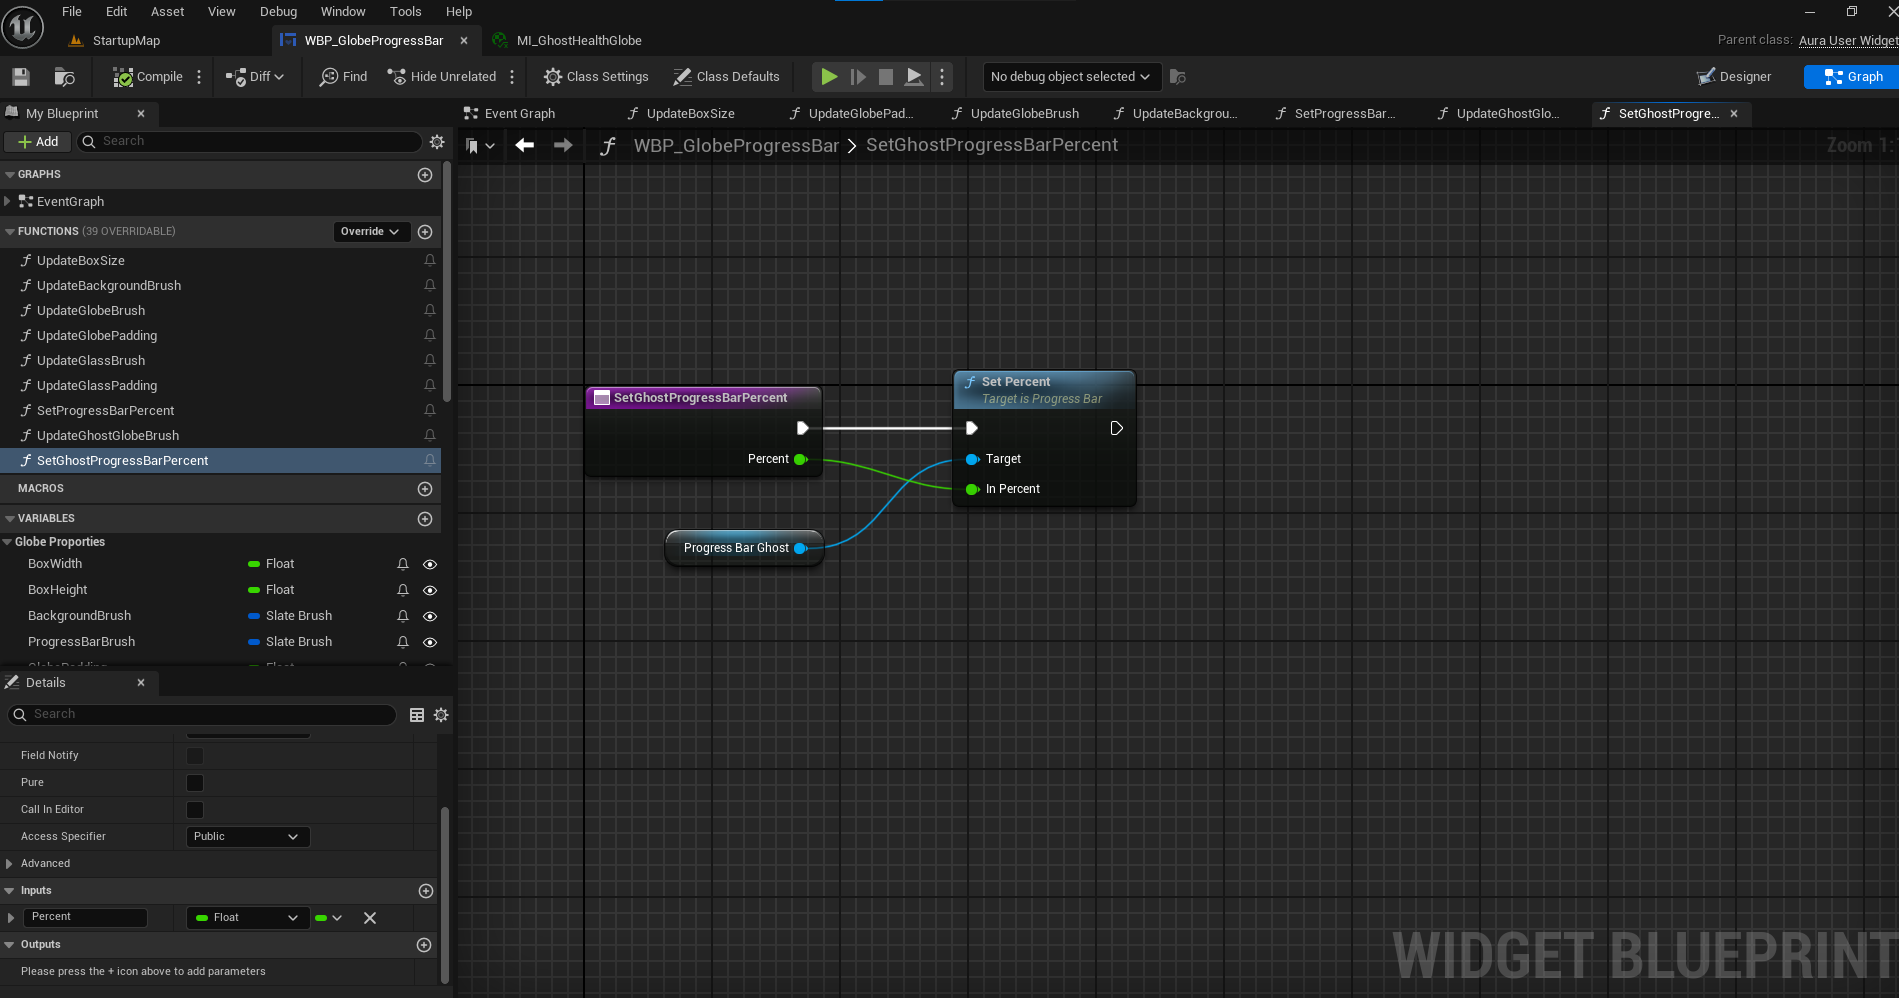 File Edit Asset View Debug Window Tools Help
StartupMap WBP_GlobeProgressBar MI_GhostHealthGlobe
Parent class: Aura User Widget
Compile Diff Find Hide Unrelated Class Settings Class Defaults No debug object selected Designer Graph
My Blueprint
Event Graph UpdateBoxSize UpdateGlobePad... UpdateGlobeBrush UpdateBackgrou... SetProgressBar... UpdateGhostGlo... SetGhostProgre...
Add Search
WBP_GlobeProgressBar > SetGhostProgressBarPercent
Zoom 1:
GRAPHS
EventGraph
FUNCTIONS (39 OVERRIDABLE) Override
UpdateBoxSize
UpdateBackgroundBrush
UpdateGlobeBrush
UpdateGlobePadding
UpdateGlassBrush
UpdateGlassPadding
SetProgressBarPercent
UpdateGhostGlobeBrush
SetGhostProgressBarPercent
MACROS
VARIABLES
Globe Properties
BoxWidth Float
BoxHeight Float
BackgroundBrush Slate Brush
ProgressBarBrush Slate Brush
GlobePadding Float
Details
Search
Field Notify
Pure
Call In Editor
Access Specifier Public
Advanced
Inputs
Percent Float
Outputs
Please press the + icon above to add parameters
SetGhostProgressBarPercent
Percent
Progress Bar Ghost
Set Percent
Target is Progress Bar
Target
In Percent
WIDGET BLUEPRINT